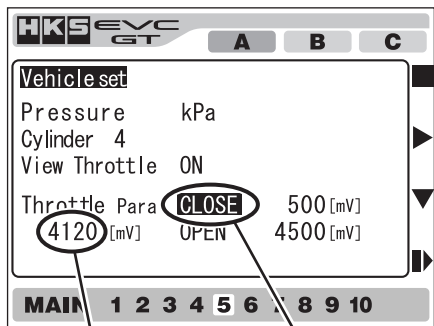 HKS EVC
GT
A B C
Vehicle set
Pressure kPa
Cylinder 4
View Throttle ON
Throttle Para CLOSE 500[mV]
4120 [mV] OPEN 4500[mV]
MAIN 1 2 3 4 5 6 7 8 9 10